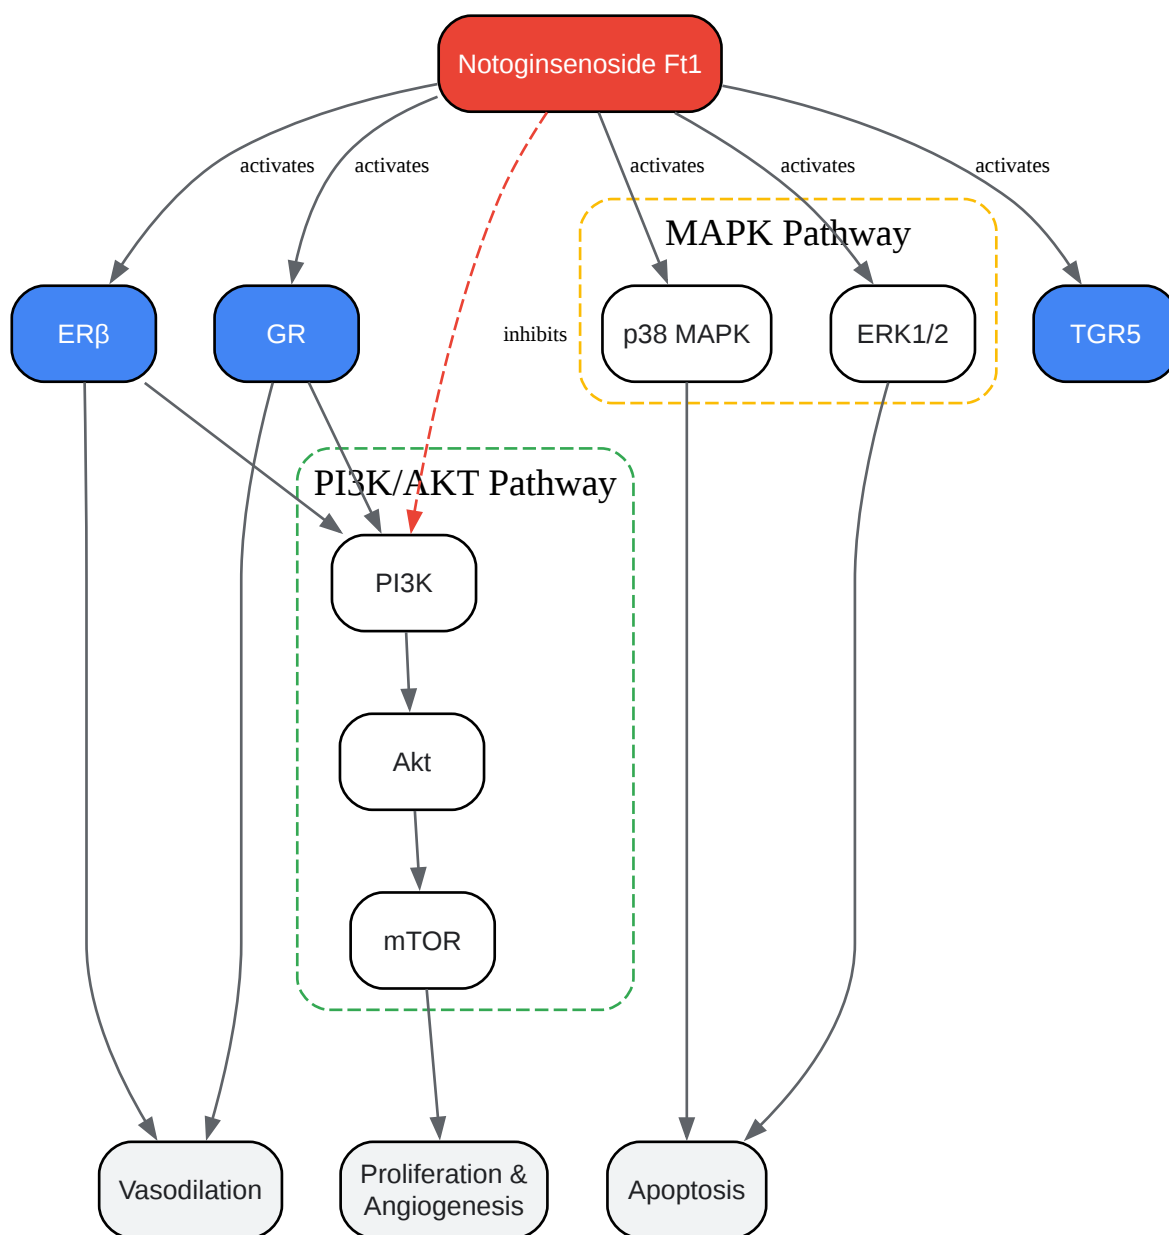 Notoginsenoside Ft1
activates
activates
activates
activates
activates
MAPK Pathway
ERβ
GR
inhibits
p38 MAPK
ERK1/2
TGR5
PI3K/AKT Pathway
PI3K
Akt
mTOR
Vasodilation
Proliferation &
Angiogenesis
Apoptosis